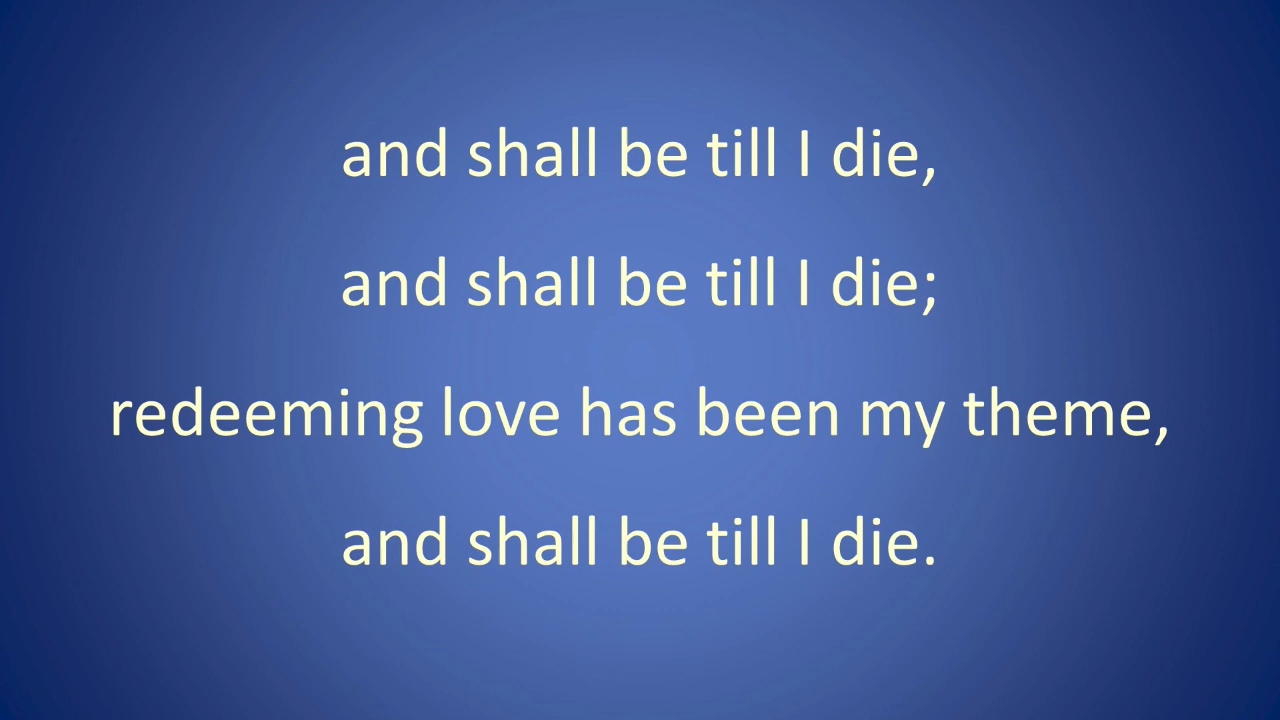 and shall be till I die,
and shall be till I die;
redeeming love has been my theme,
and shall be till I die.